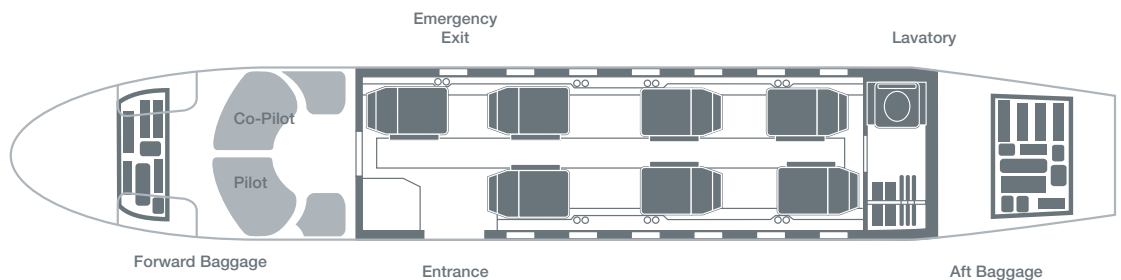 Emergency
Exit
Lavatory
Co-Pilot
Pilot
Forward Baggage
Entrance
Aft Baggage